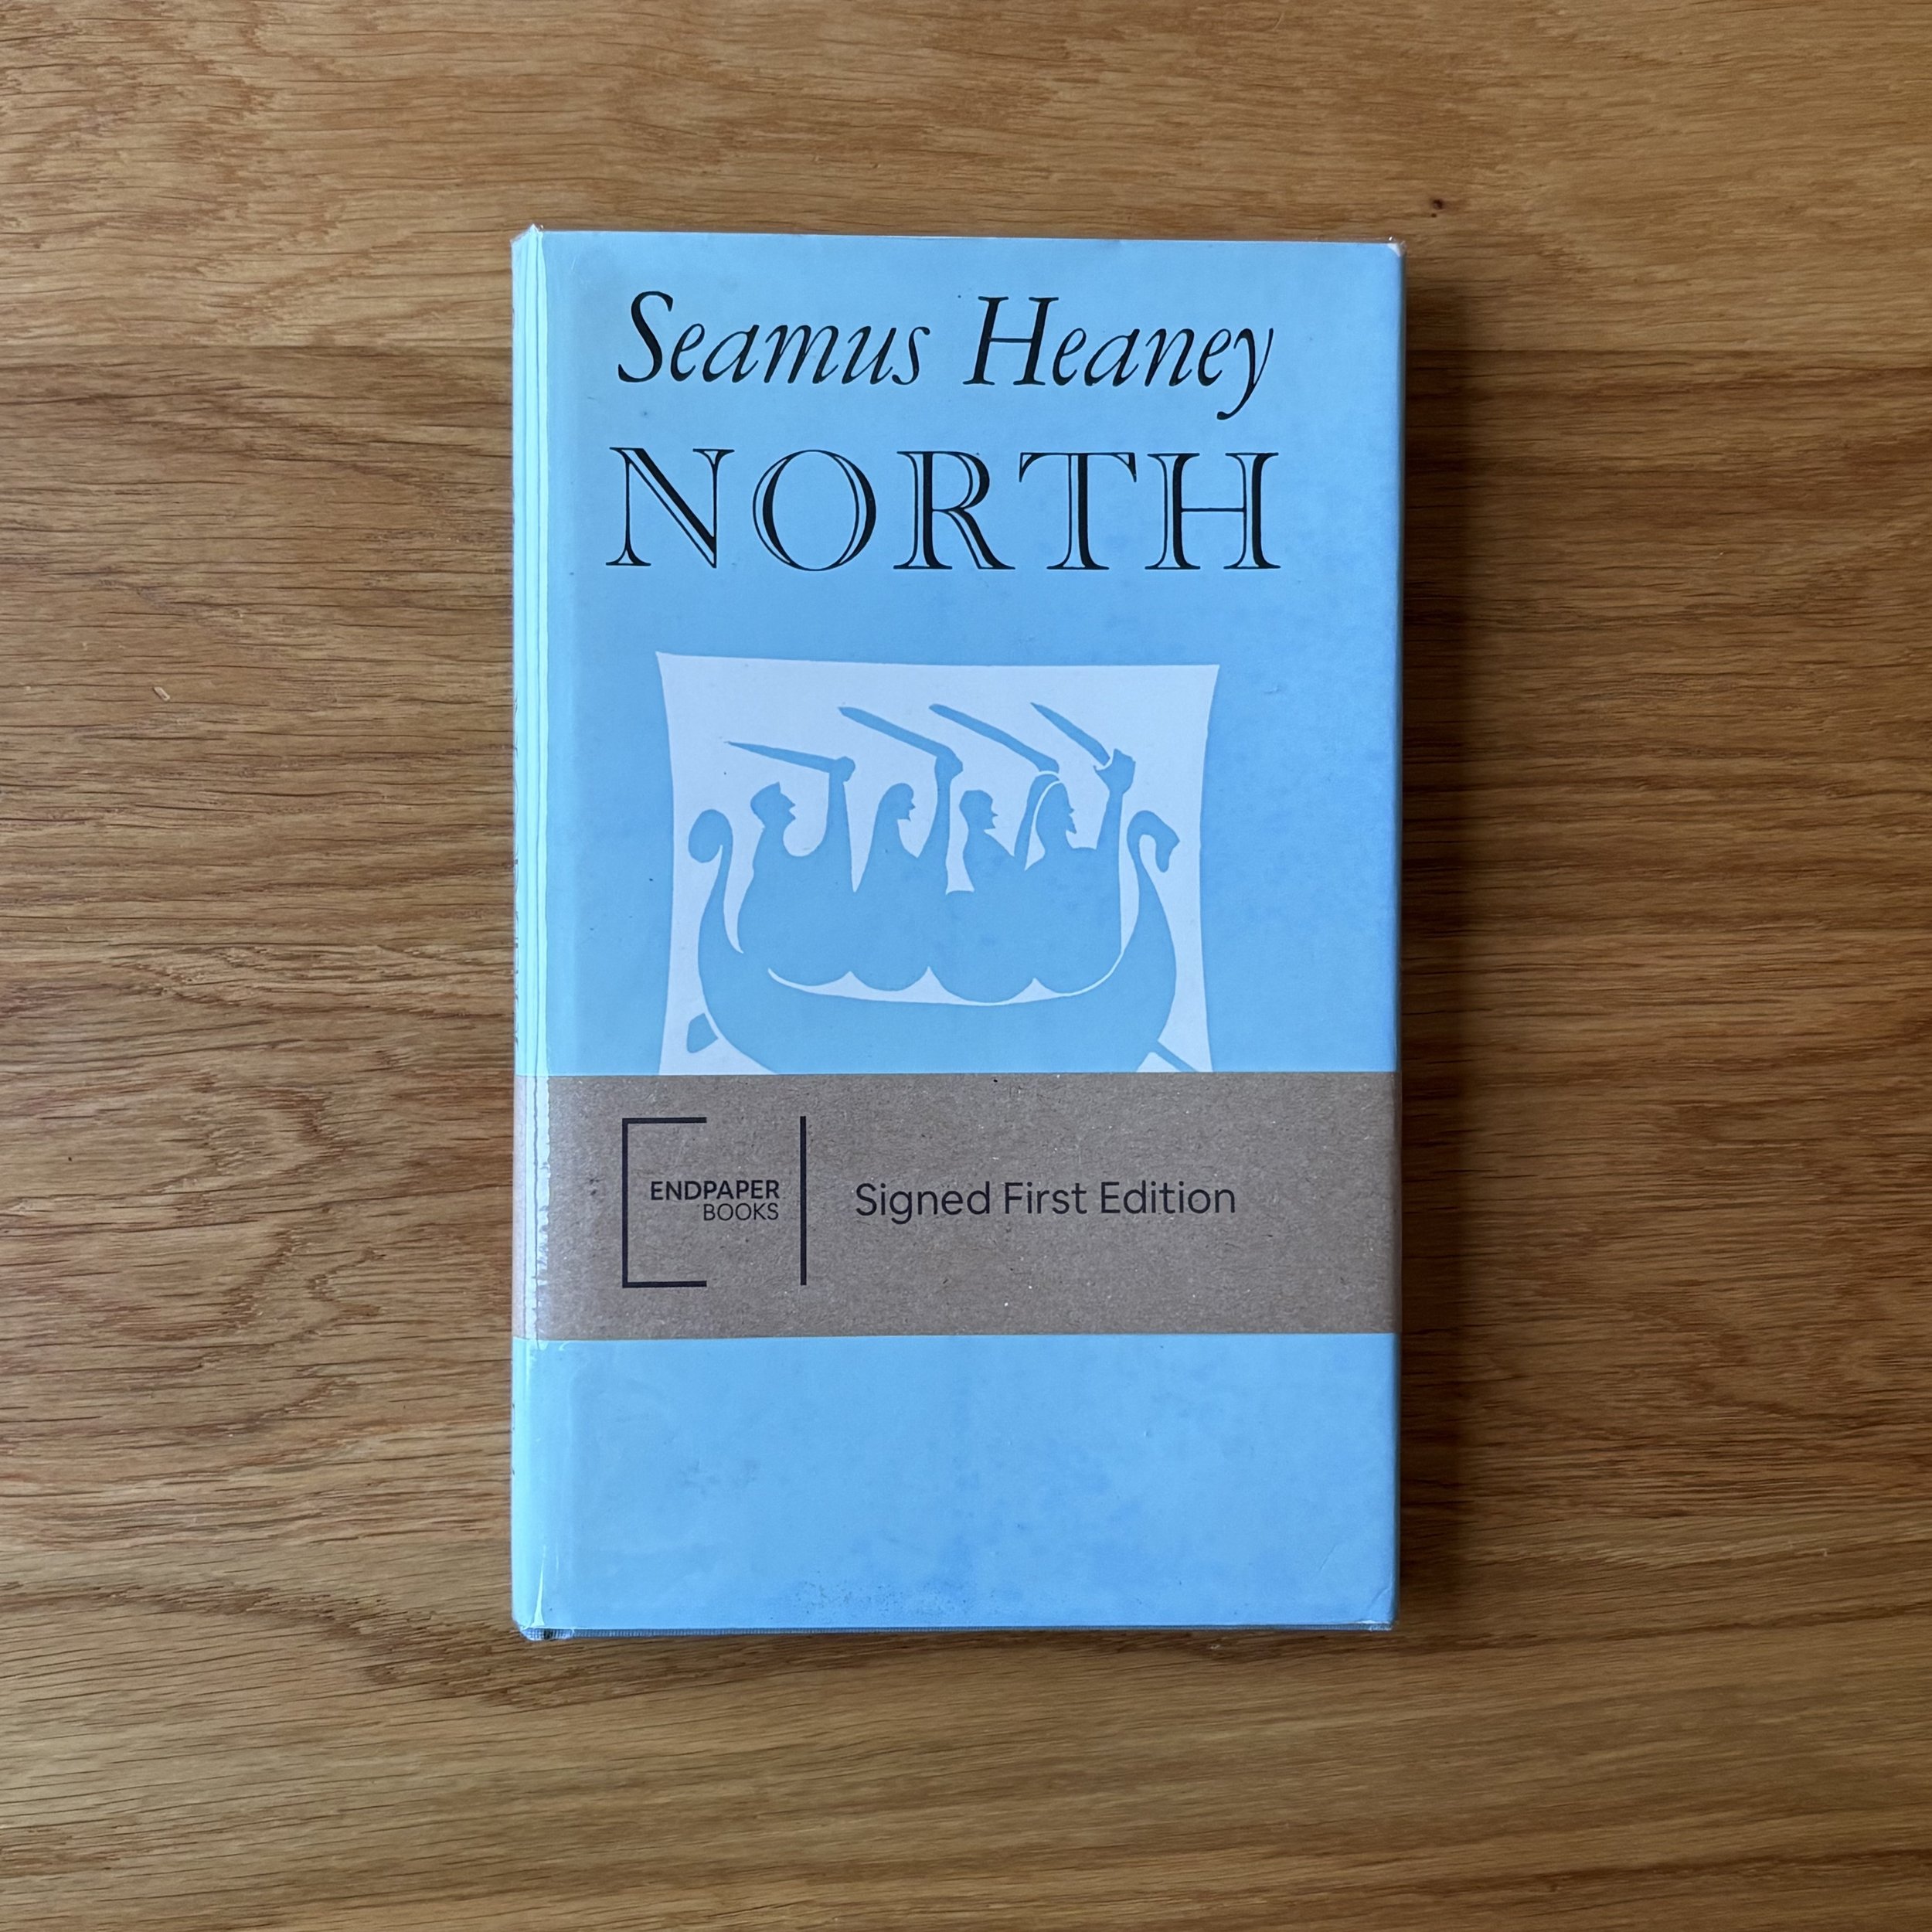 Seamus Heaney
NORTH
ENDPAPER
BOOKS
Signed First Edition